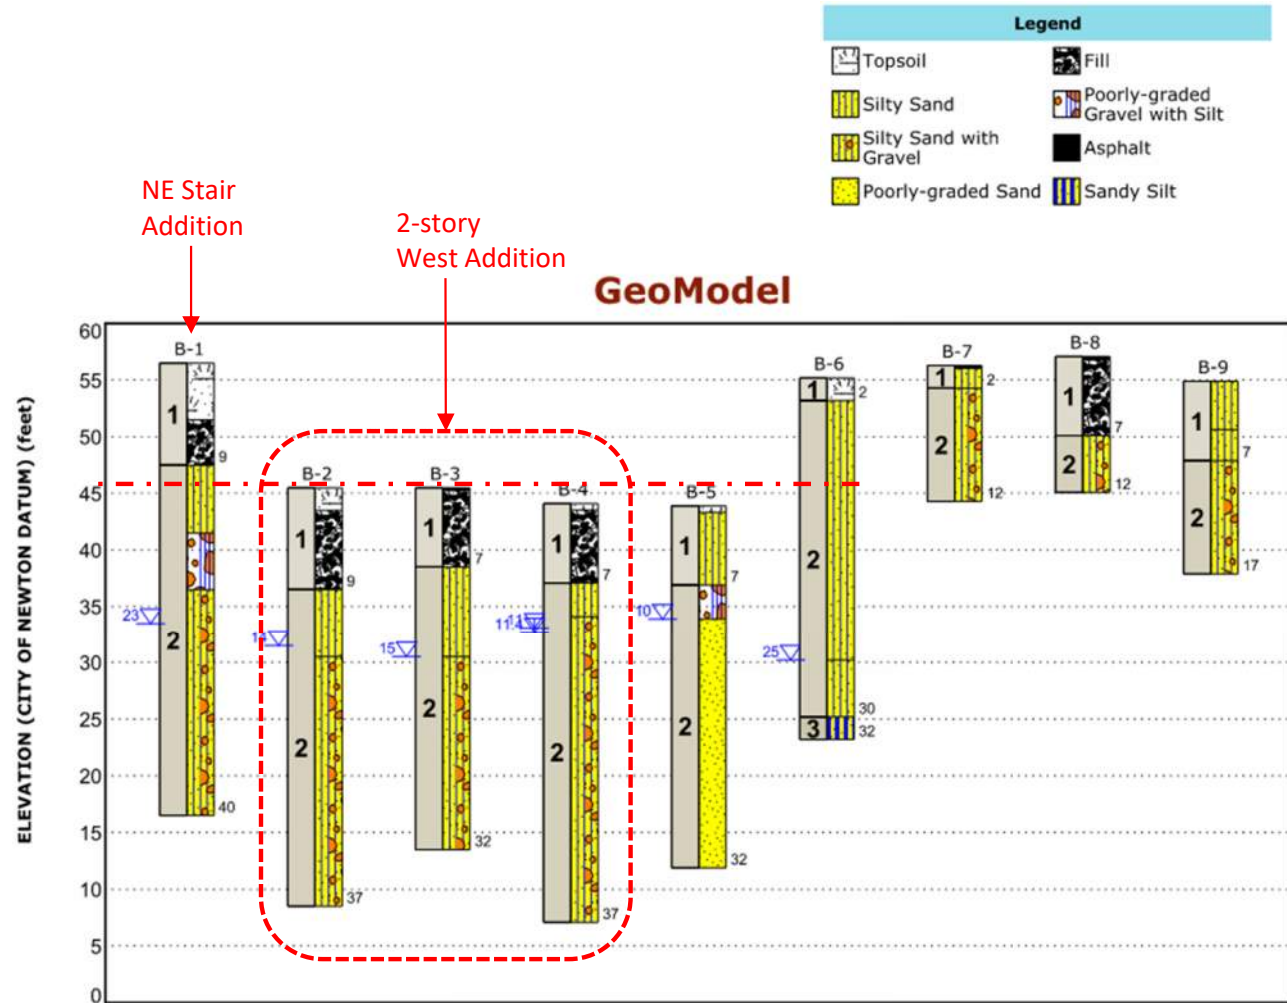 Legend
Topsoil
Fill
Silty Sand
Poorly-graded
Gravel with Silt
Silty Sand with
Gravel
Asphalt
Poorly-graded Sand
Sandy Silt
NE Stair
Addition
2-story
West Addition
GeoModel
ELEVATION (CITY OF NEWTON DATUM) (feet)
60
55
50
45
40
35
30
25
20
15
10
5
0
B-1
1
9
23
2
40
B-2
1
9
14
2
37
B-3
1
7
15
2
32
B-4
1
7
2
37
B-5
1
7
10
2
32
B-6
1
2
2
25
30
3
32
B-7
1
2
2
12
B-8
1
7
2
12
B-9
1
7
2
17